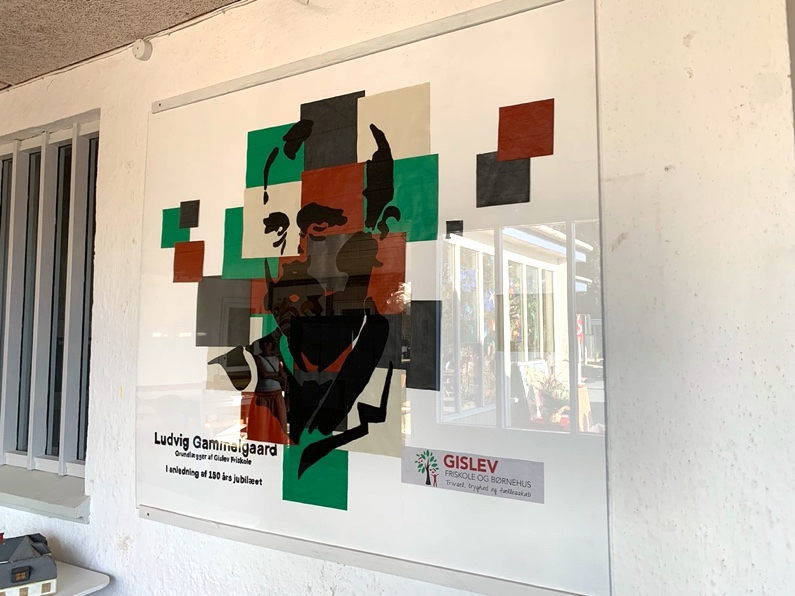 Ludvig Gammelgaard
Grundlægger af Gislev Friskole
I anledning af 150 års jubilæet
GISLEV
FRISKOLE OG BØRNEHUS
Trivsel, tryghed og fællesskab